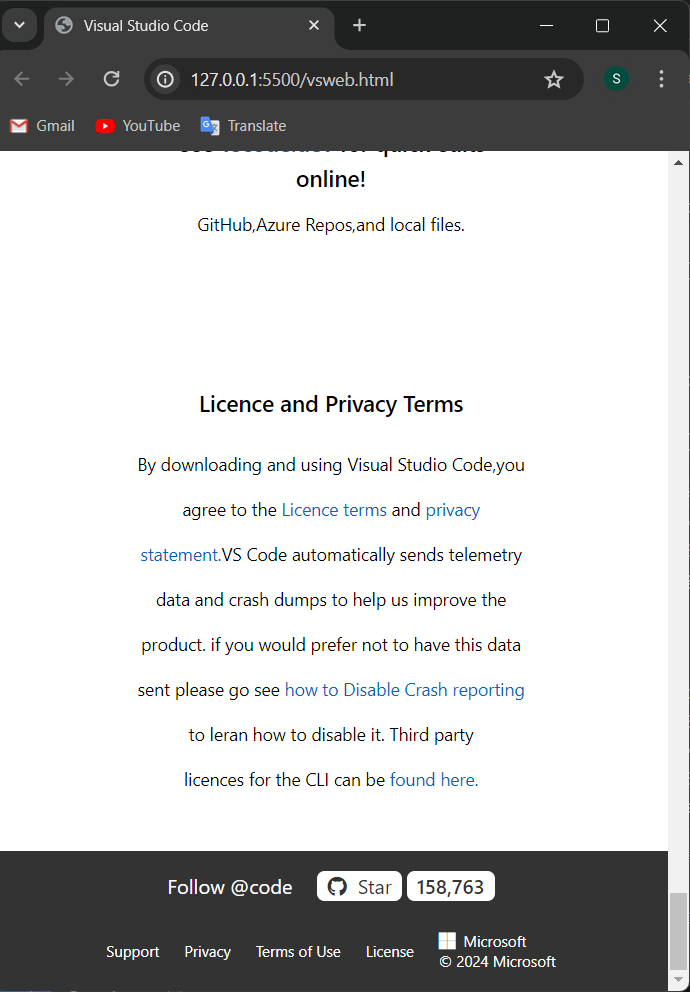 Visual Studio Code
127.0.0.1:5500/vsweb.html
S
Gmail
YouTube
Translate
online!
GitHub,Azure Repos,and local files.
Licence and Privacy Terms
By downloading and using Visual Studio Code,you
agree to the Licence terms and privacy
statement.VS Code automatically sends telemetry
data and crash dumps to help us improve the
product. if you would prefer not to have this data
sent please go see how to Disable Crash reporting
to leran how to disable it. Third party
licences for the CLI can be found here.
Follow @code
Star
158,763
Support
Privacy
Terms of Use
License
Microsoft
© 2024 Microsoft